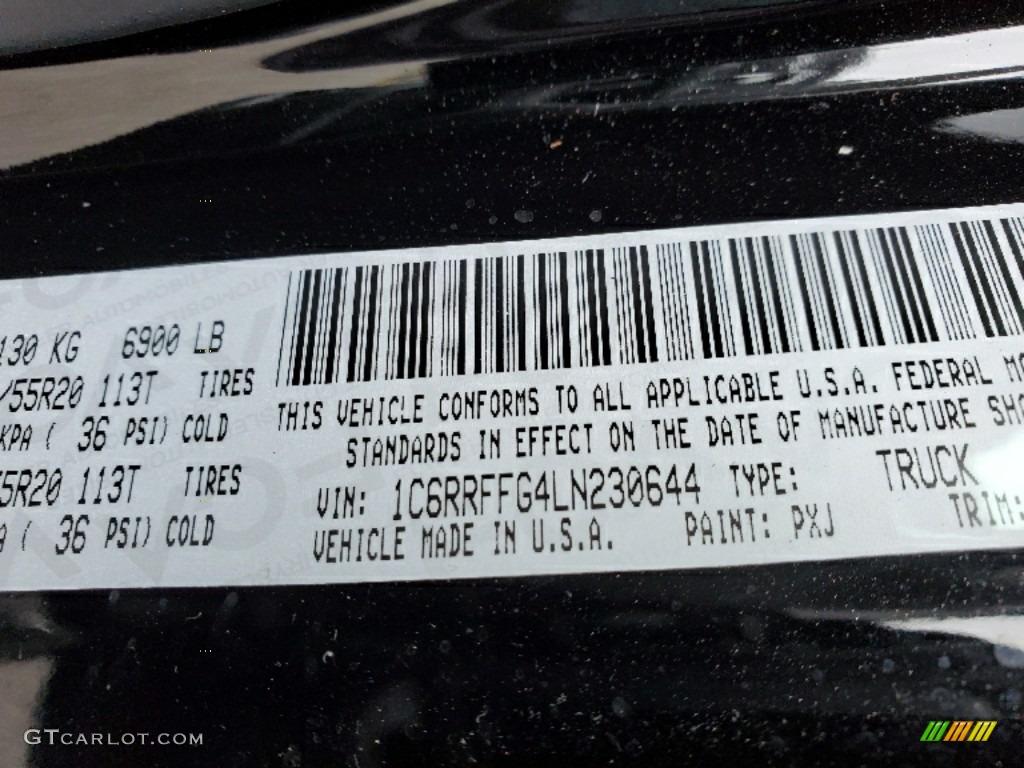 130 KG 6900 LB
/55R20 113T TIRES
KPA ( 36 PSI) COLD
5R20 113T TIRES
A ( 36 PSI) COLD
THIS VEHICLE CONFORMS TO ALL APPLICABLE U.S.A. FEDERAL MO
STANDARDS IN EFFECT ON THE DATE OF MANUFACTURE SHO
VIN: 1C6RRFFG4LN230644 TYPE: TRUCK
VEHICLE MADE IN U.S.A. PAINT: PXJ TRIM:
GTCARLOT.COM